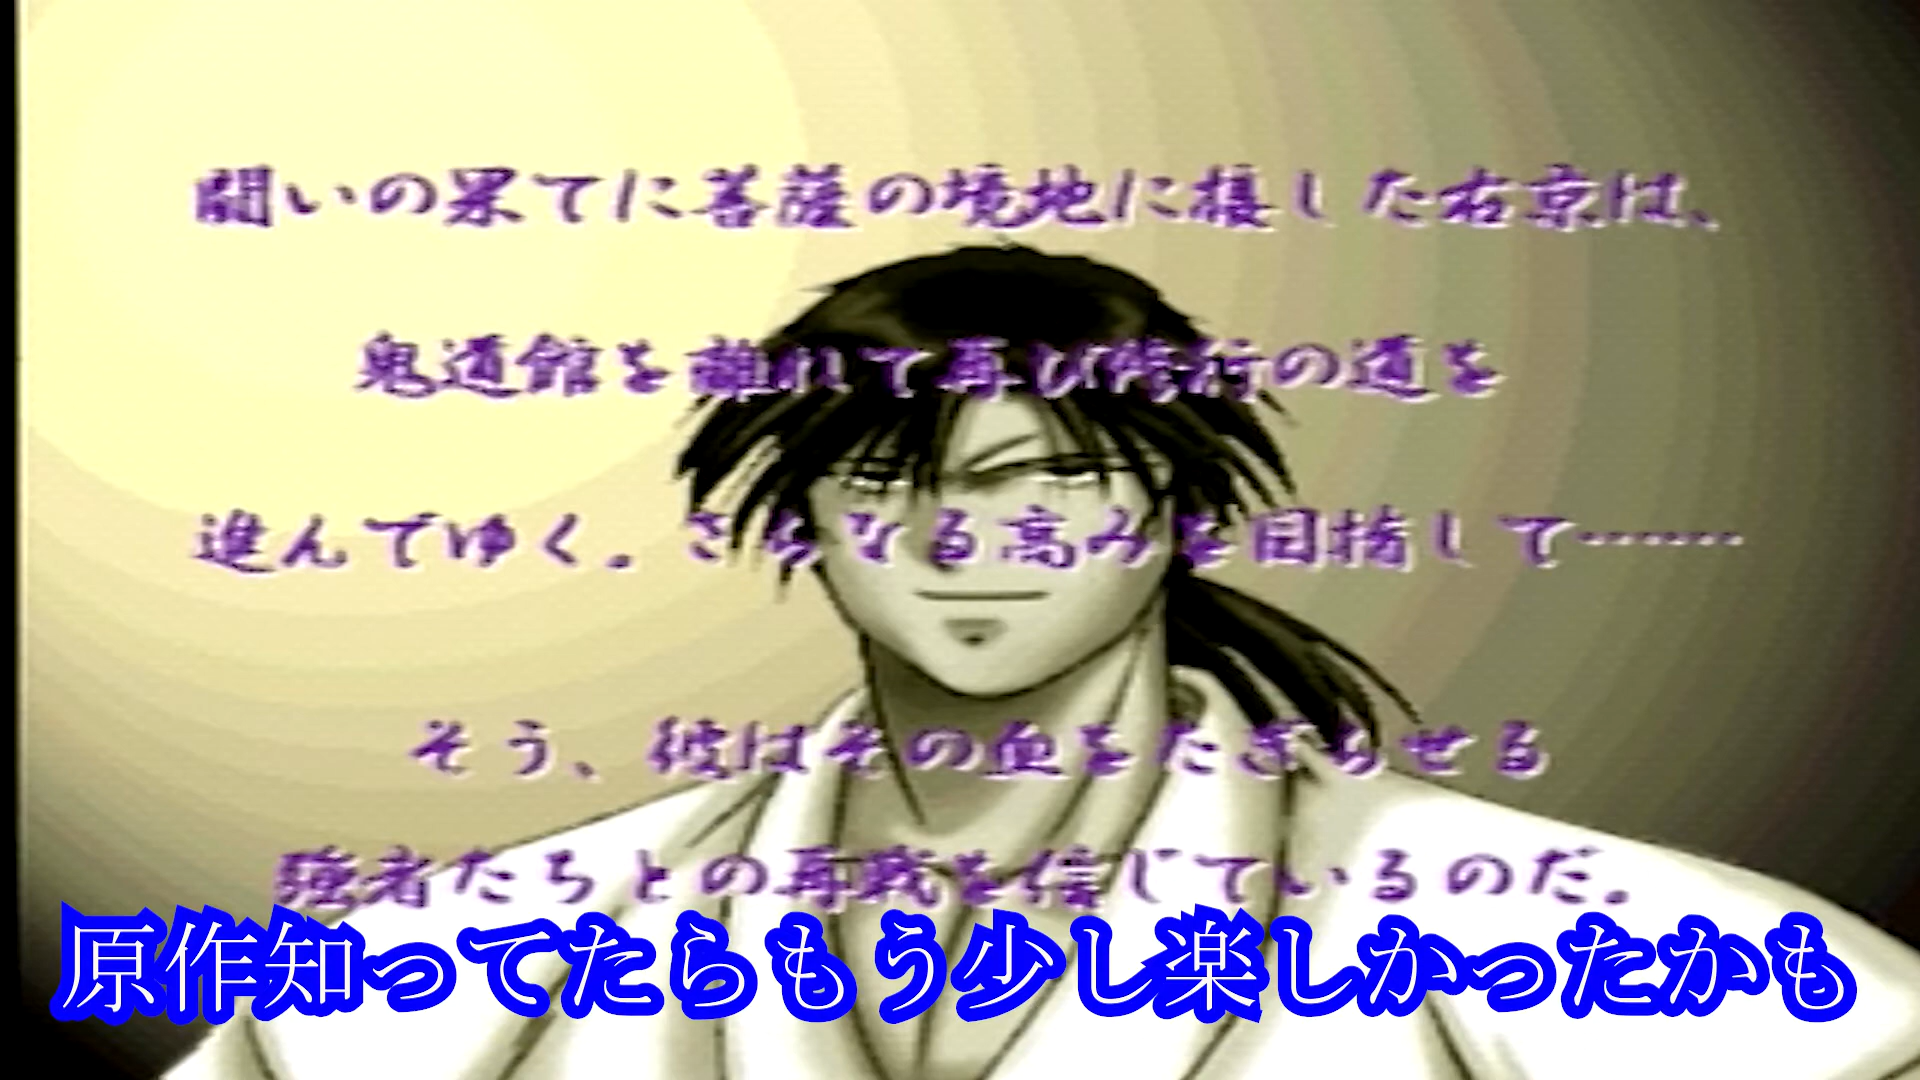 闘いの果てに菩薩の境地に接した右京は、
鬼道館を離れて再び修行の道を
進んでゆく。さらなる高みを目指して……
そう、彼はその血をたぎらせる
強者たちとの再戦を信じているのだ。
原作知ってたらもう少し楽しかったかも